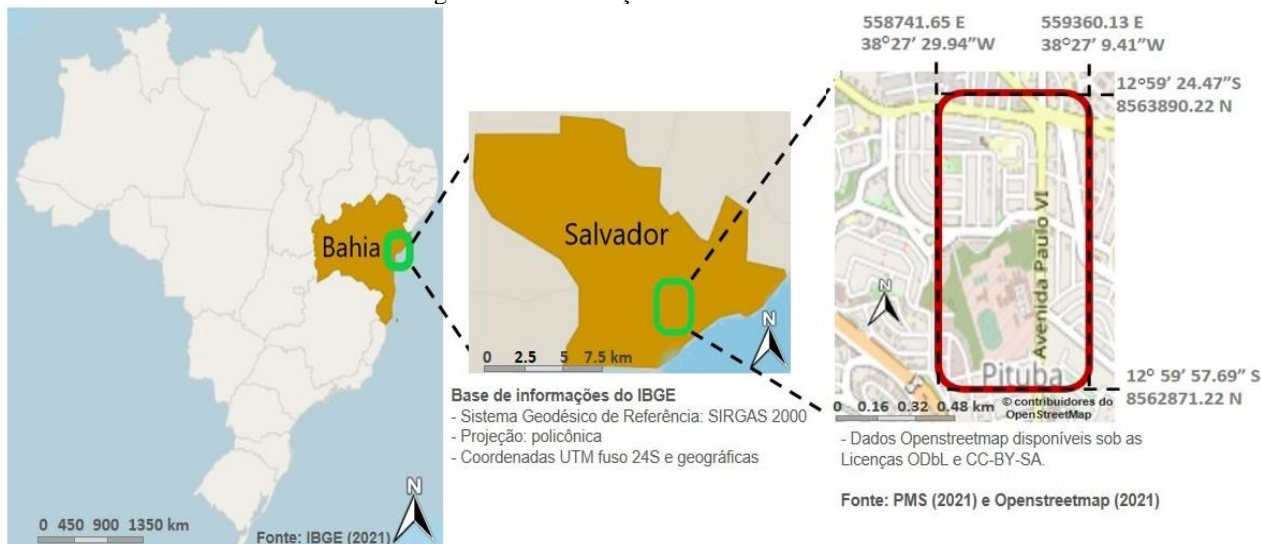 Bahia
0 450 900 1350 km
Fonte: IBGE (2021)
N
Salvador
N
0 2.5 5 7.5 km
Base de informações do IBGE
- Sistema Geodésico de Referência: SIRGAS 2000
- Projeção: policônica
- Coordenadas UTM fuso 24S e geográficas
558741.65 E
38°27' 29.94"W
559360.13 E
38°27' 9.41"W
12°59' 24.47"S
8563890.22 N
Avenida Paulo VI
N
Pituba
12° 59' 57.69" S
8562871.22 N
0 0.16 0.32 0.48 km
© contribuidores do
OpenStreetMap
- Dados Openstreetmap disponíveis sob as
Licenças ODbL e CC-BY-SA.
Fonte: PMS (2021) e Openstreetmap (2021)